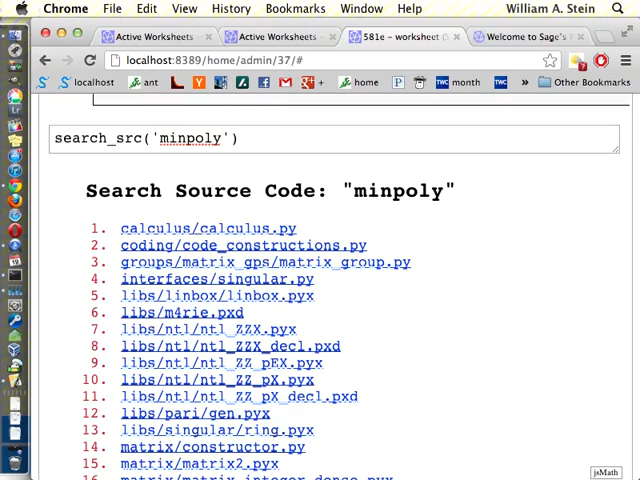 Chrome File Edit View History Bookmarks Window Help William A. Stein
Active Worksheets – Active Worksheets – 581e – worksheet (S Welcome to Sage's
localhost:8389/home/admin/37/#
localhost ant home month TWC Other Bookmarks
search_src('minpoly')
Search Source Code: "minpoly"
1. calculus/calculus.py
2. coding/code_constructions.py
3. groups/matrix_gps/matrix_group.py
4. interfaces/singular.py
5. libs/linbox/linbox.pyx
6. libs/m4rie.pxd
7. libs/ntl/ntl_ZZX.pyx
8. libs/ntl/ntl_ZZX_decl.pxd
9. libs/ntl/ntl_ZZ_pEX.pyx
10. libs/ntl/ntl_ZZ_pX.pyx
11. libs/ntl/ntl_ZZ_pX_decl.pxd
12. libs/pari/gen.pyx
13. libs/singular/ring.pyx
14. matrix/constructor.py
15. matrix/matrix2.pyx
16. matrix/matrix_integer_dense.pyx
jsMath